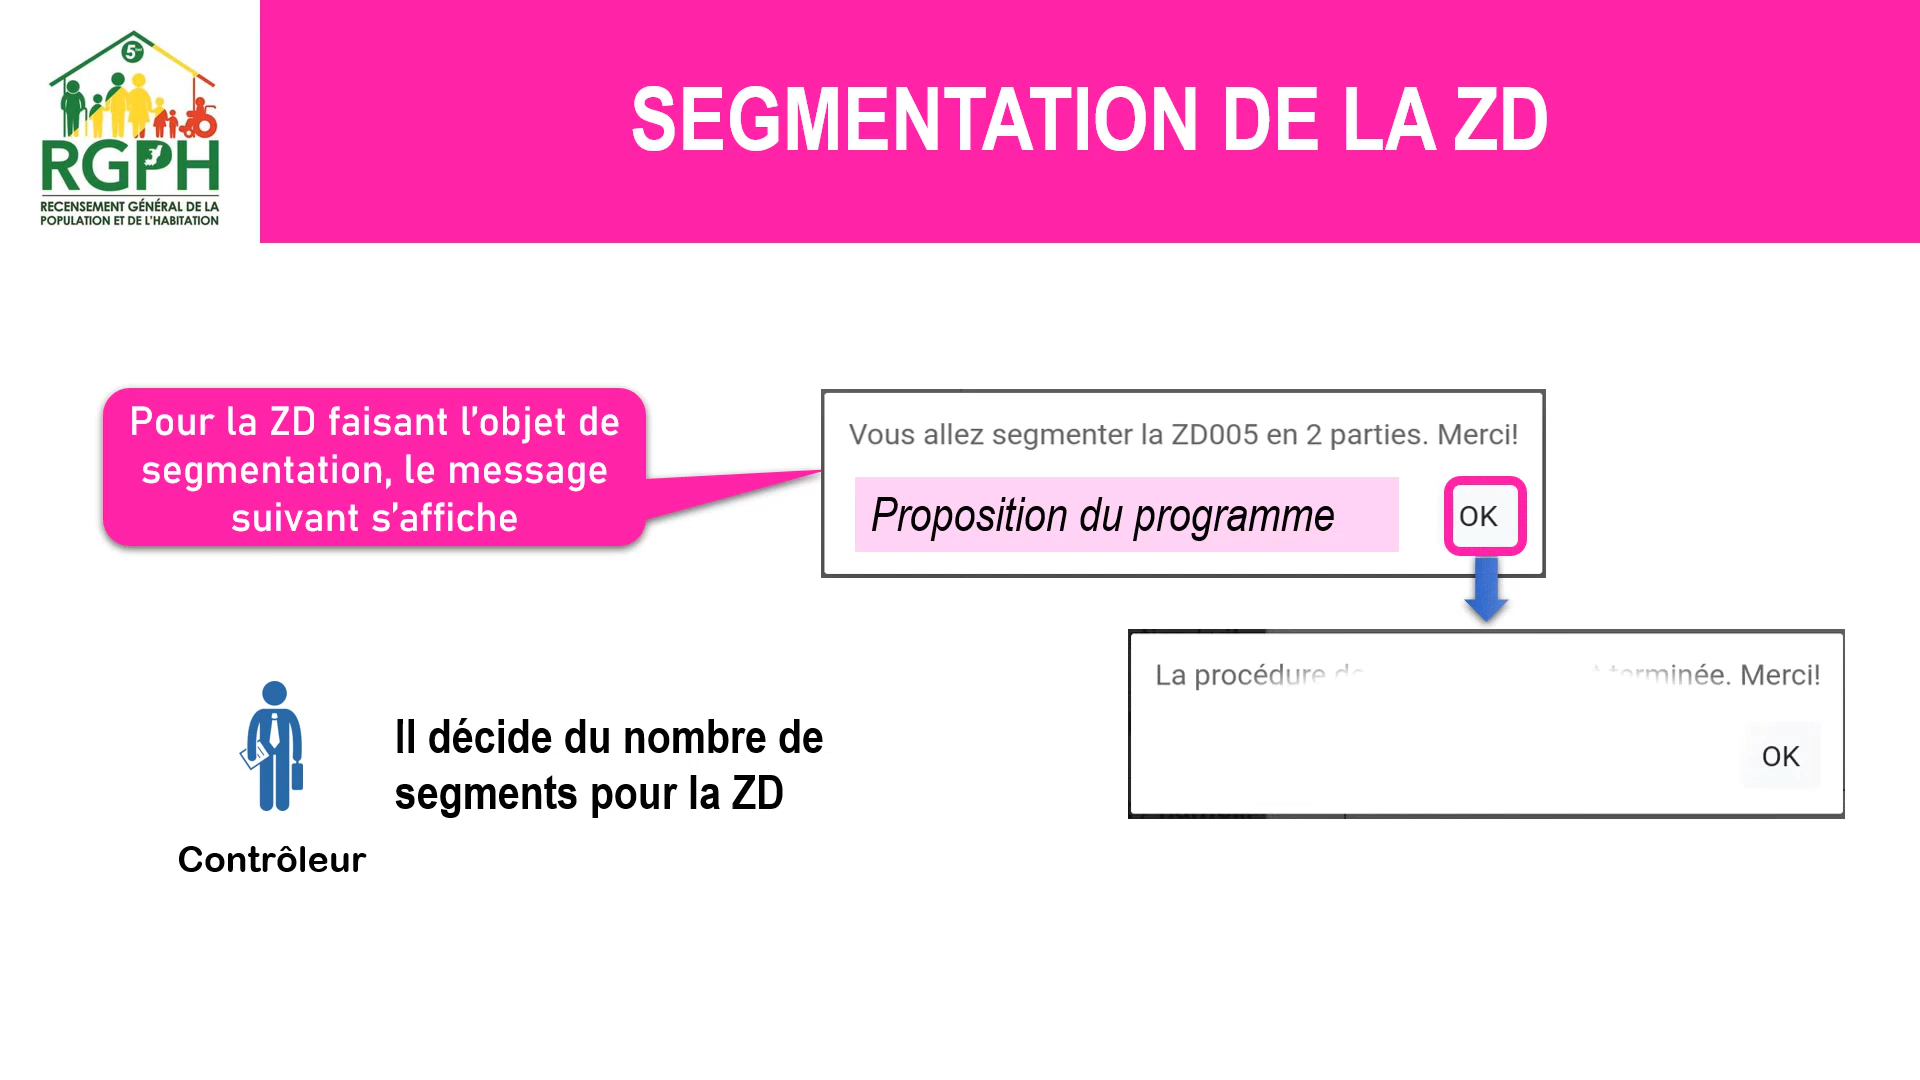 5ème
RGPH
RECENSEMENT GÉNÉRAL DE LA
POPULATION ET DE L'HABITATION
SEGMENTATION DE LA ZD
Pour la ZD faisant l'objet de
segmentation, le message
suivant s'affiche
Vous allez segmenter la ZD005 en 2 parties. Merci!
Proposition du programme
OK
La procédure de terminée. Merci!
OK
Il décide du nombre de
segments pour la ZD
Contrôleur